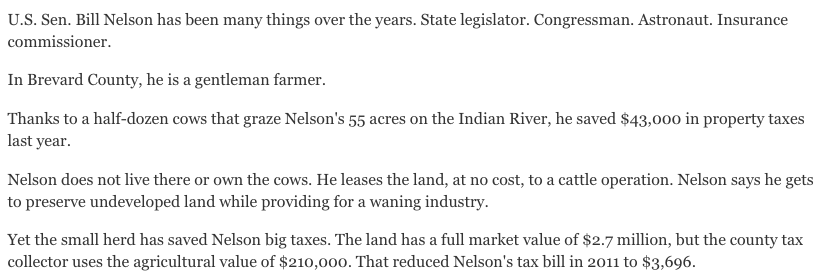 U.S. Sen. Bill Nelson has been many things over the years. State legislator. Congressman. Astronaut. Insurance
commissioner.
In Brevard County, he is a gentleman farmer.
Thanks to a half-dozen cows that graze Nelson's 55 acres on the Indian River, he saved $43,000 in property taxes
last year.
Nelson does not live there or own the cows. He leases the land, at no cost, to a cattle operation. Nelson says he gets
to preserve undeveloped land while providing for a waning industry.
Yet the small herd has saved Nelson big taxes. The land has a full market value of $2.7 million, but the county tax
collector uses the agricultural value of $210,000. That reduced Nelson's tax bill in 2011 to $3,696.